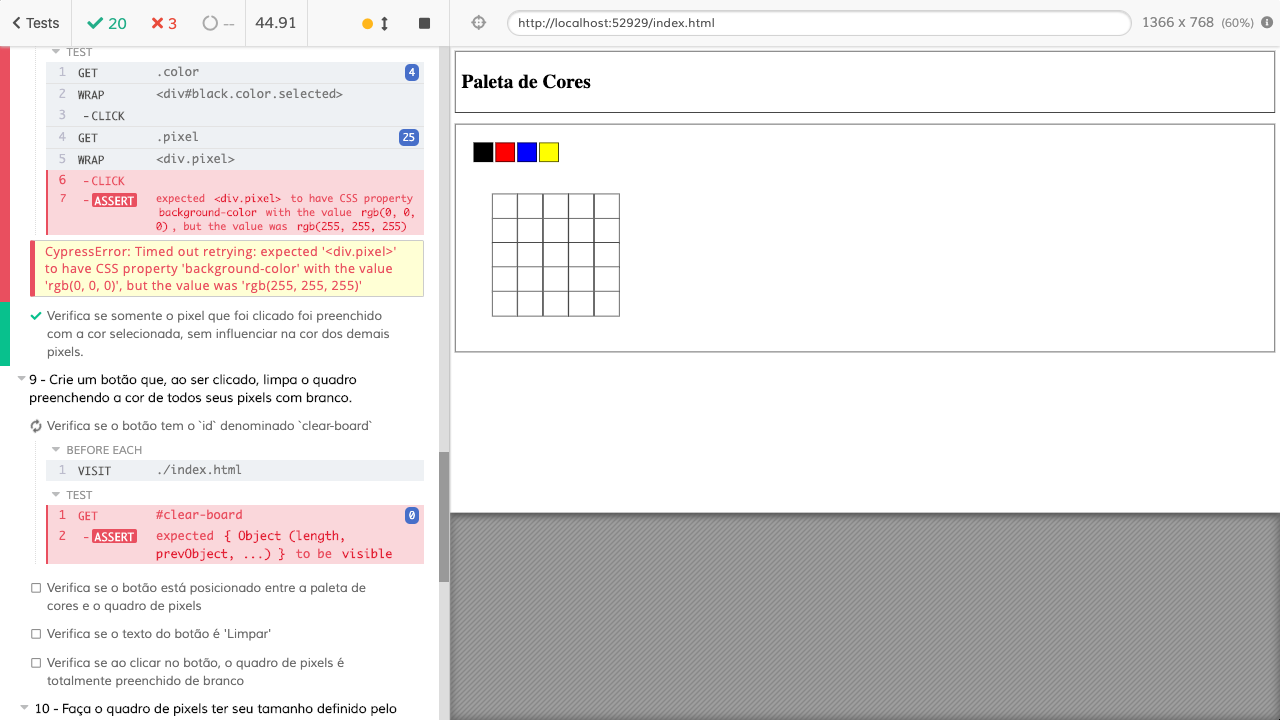 Tests 20 3 -- 44.91
TEST
1 GET .color 4
2 WRAP <div#black.color.selected>
3 -CLICK
4 GET .pixel 25
5 WRAP <div.pixel>
6 -CLICK
7 -ASSERT expected <div.pixel> to have CSS property
background-color with the value rgb(0, 0,
0), but the value was rgb(255, 255, 255)
CypressError: Timed out retrying: expected '<div.pixel>'
to have CSS property 'background-color' with the value
'rgb(0, 0, 0)', but the value was 'rgb(255, 255, 255)'
Verifica se somente o pixel que foi clicado foi preenchido
com a cor selecionada, sem influenciar na cor dos demais
pixels.
9 - Crie um botão que, ao ser clicado, limpa o quadro
preenchendo a cor de todos seus pixels com branco.
Verifica se o botão tem o `id` denominado `clear-board`
BEFORE EACH
1 VISIT ./index.html
TEST
1 GET #clear-board 0
2 -ASSERT expected { Object (length,
prevObject, ...) } to be visible
Verifica se o botão está posicionado entre a paleta de
cores e o quadro de pixels
Verifica se o texto do botão é 'Limpar'
Verifica se ao clicar no botão, o quadro de pixels é
totalmente preenchido de branco
10 - Faça o quadro de pixels ter seu tamanho definido pelo
http://localhost:52929/index.html
1366 x 768 (60%)
Paleta de Cores